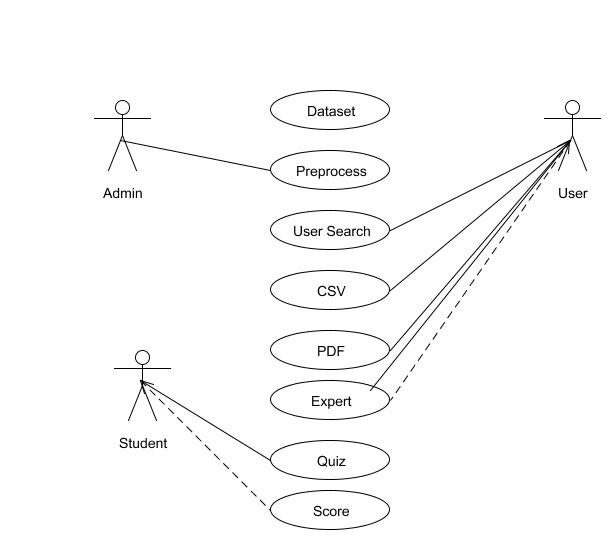 Dataset
Admin
Preprocess
User
User Search
CSV
PDF
Expert
Student
Quiz
Score